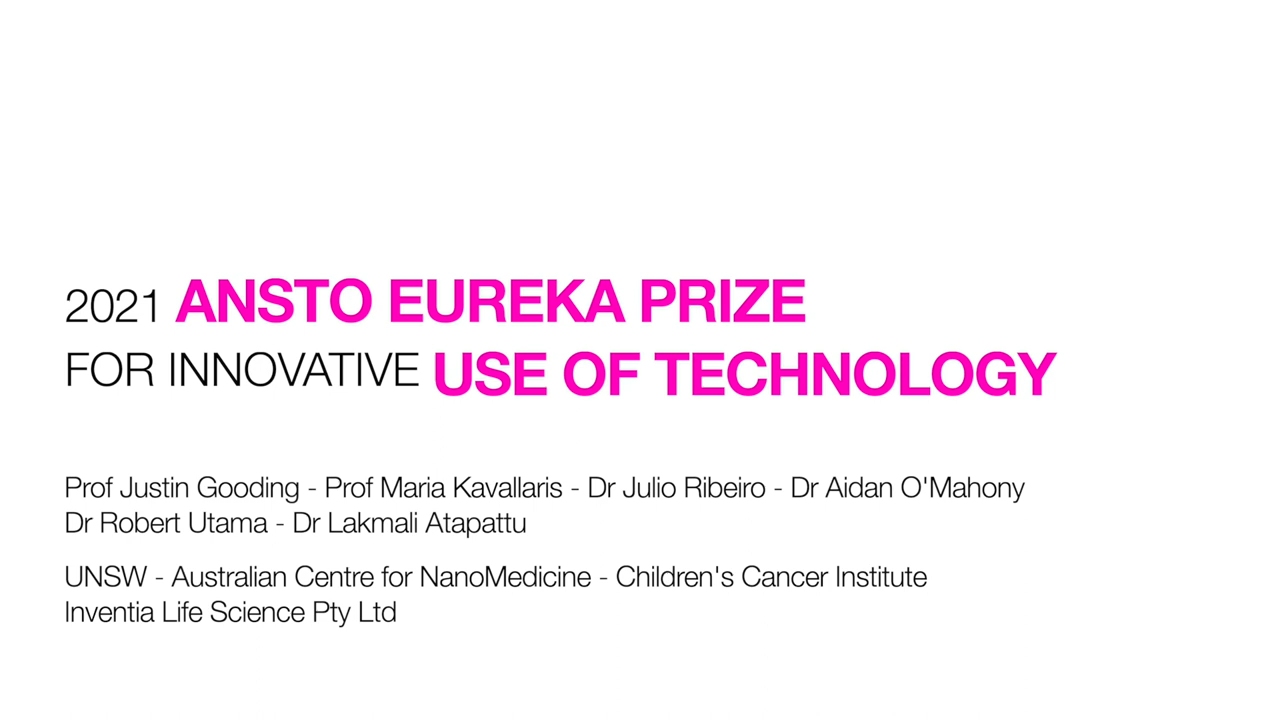 2021 ANSTO EUREKA PRIZE
FOR INNOVATIVE USE OF TECHNOLOGY
Prof Justin Gooding - Prof Maria Kavallaris - Dr Julio Ribeiro - Dr Aidan O'Mahony
Dr Robert Utama - Dr Lakmali Atapattu
UNSW - Australian Centre for NanoMedicine - Children's Cancer Institute
Inventia Life Science Pty Ltd